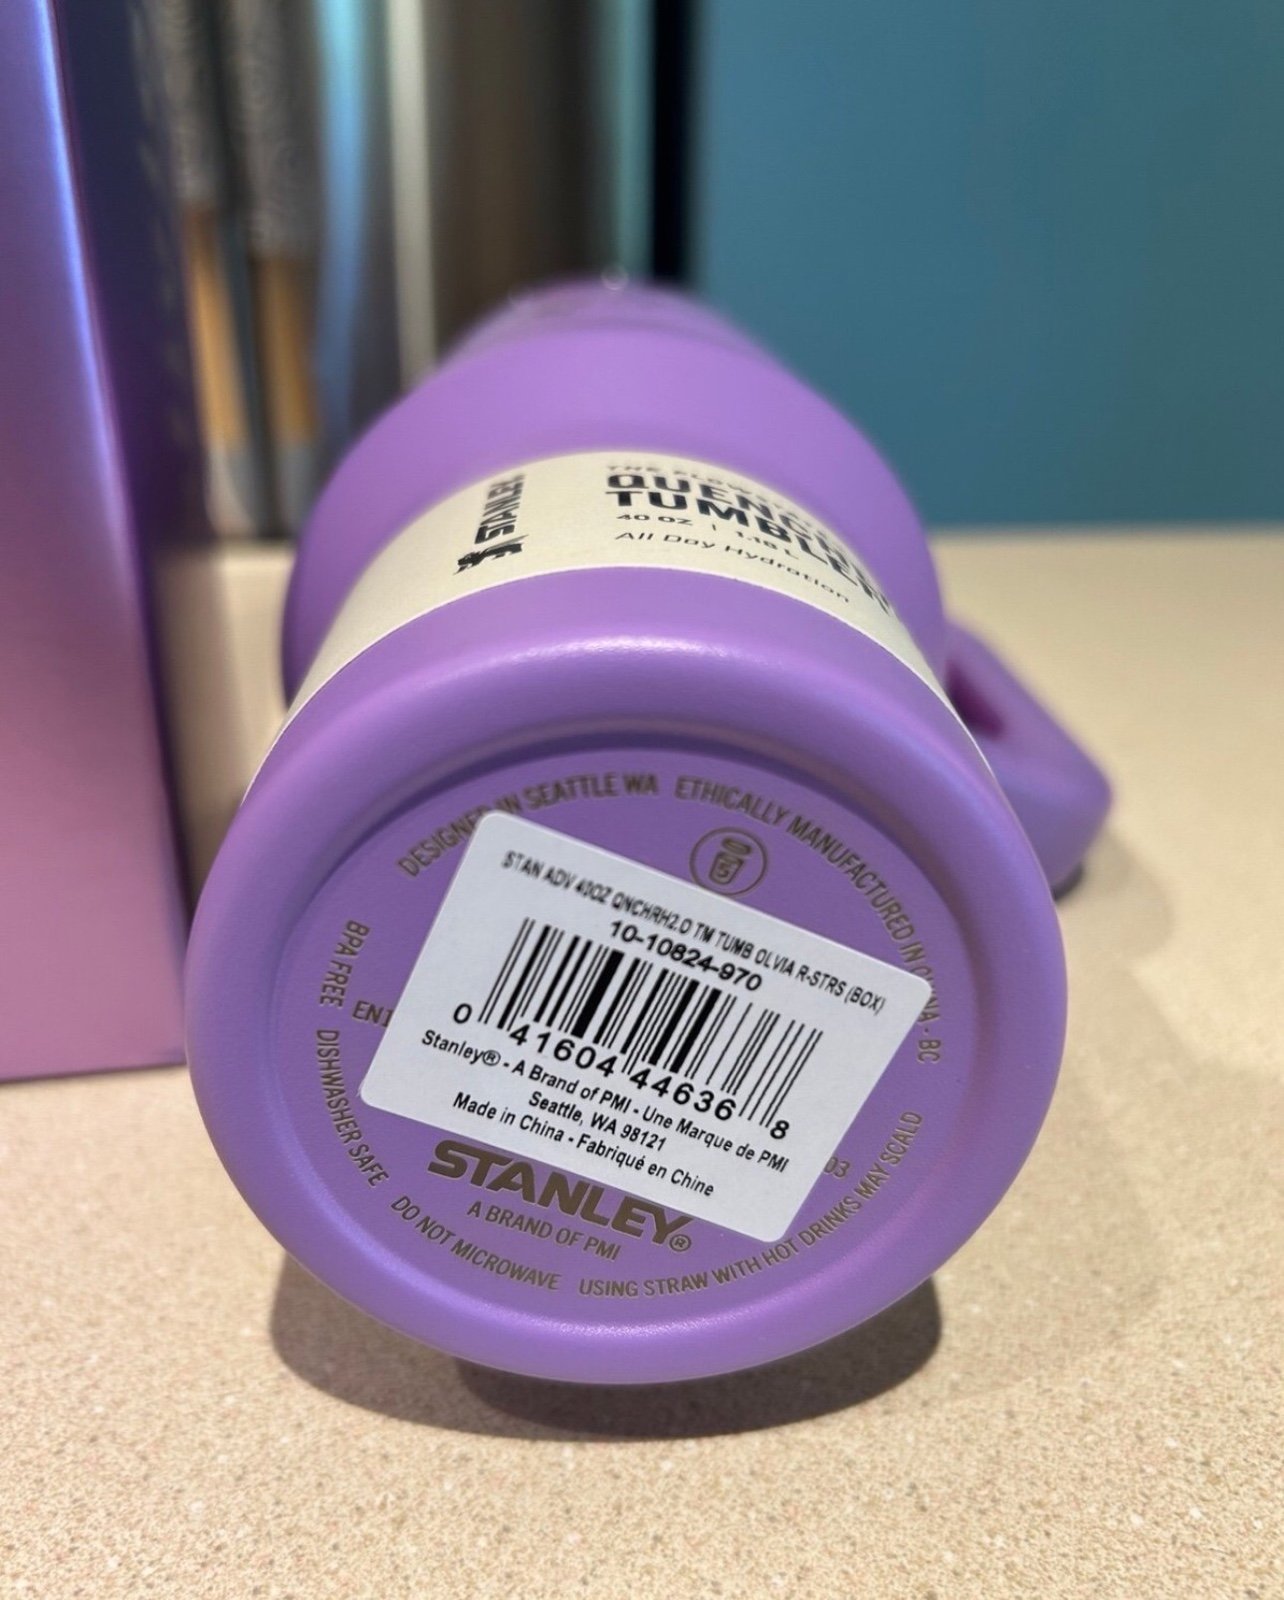 STANLEY
THE FLOWSTATE
QUENCHER
TUMBLER
40 OZ | 1.18 L
All Day Hydration
DESIGNED IN SEATTLE WA
ETHICALLY MANUFACTURED IN CHINA - BC
STAN ADV 40OZ QNCHRH2.O TM TUMB OLVIA R-STRS (BOX)
10-10824-970
0 41604 44636 8
Stanley® - A Brand of PMI - Une Marque de PMI
Seattle, WA 98121
Made in China - Fabriqué en Chine
BPA FREE
DISHWASHER SAFE
DO NOT MICROWAVE
USING STRAW WITH HOT DRINKS MAY SCALD
03
STANLEY®
A BRAND OF PMI